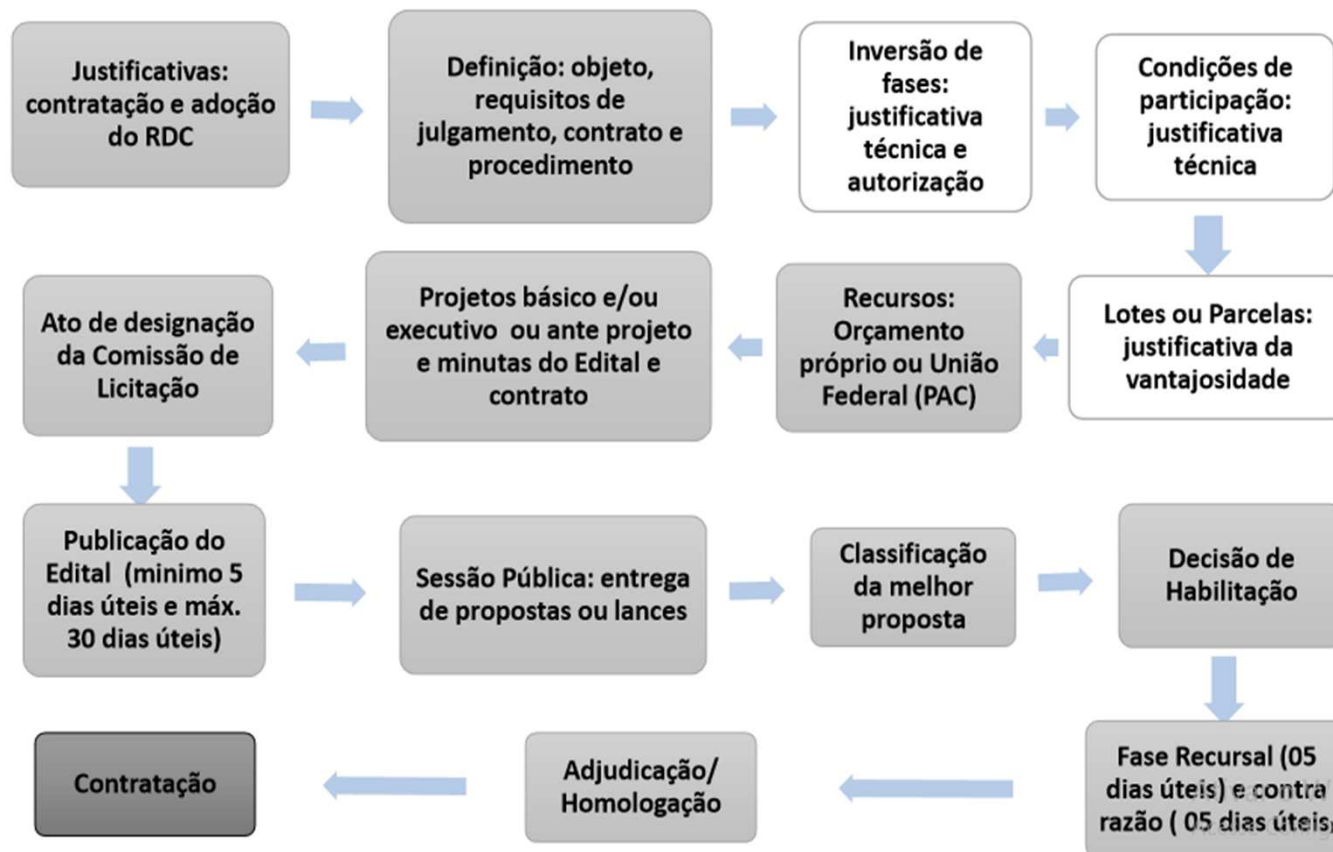 Justificativas:
contratação e adoção
do RDC
Definição: objeto,
requisitos de
julgamento, contrato e
procedimento
Inversão de
fases:
justificativa
técnica e
autorização
Condições de
participação:
justificativa
técnica
Lotes ou Parcelas:
justificativa da
vantajosidade
Recursos:
Orçamento
próprio ou União
Federal (PAC)
Projetos básico e/ou
executivo ou ante projeto
e minutas do Edital e
contrato
Ato de designação
da Comissão de
Licitação
Publicação do
Edital (minimo 5
dias úteis e máx.
30 dias úteis)
Sessão Pública: entrega
de propostas ou lances
Classificação
da melhor
proposta
Decisão de
Habilitação
Fase Recursal (05
dias úteis) e contra
razão ( 05 dias úteis)
Adjudicação/
Homologação
Contratação